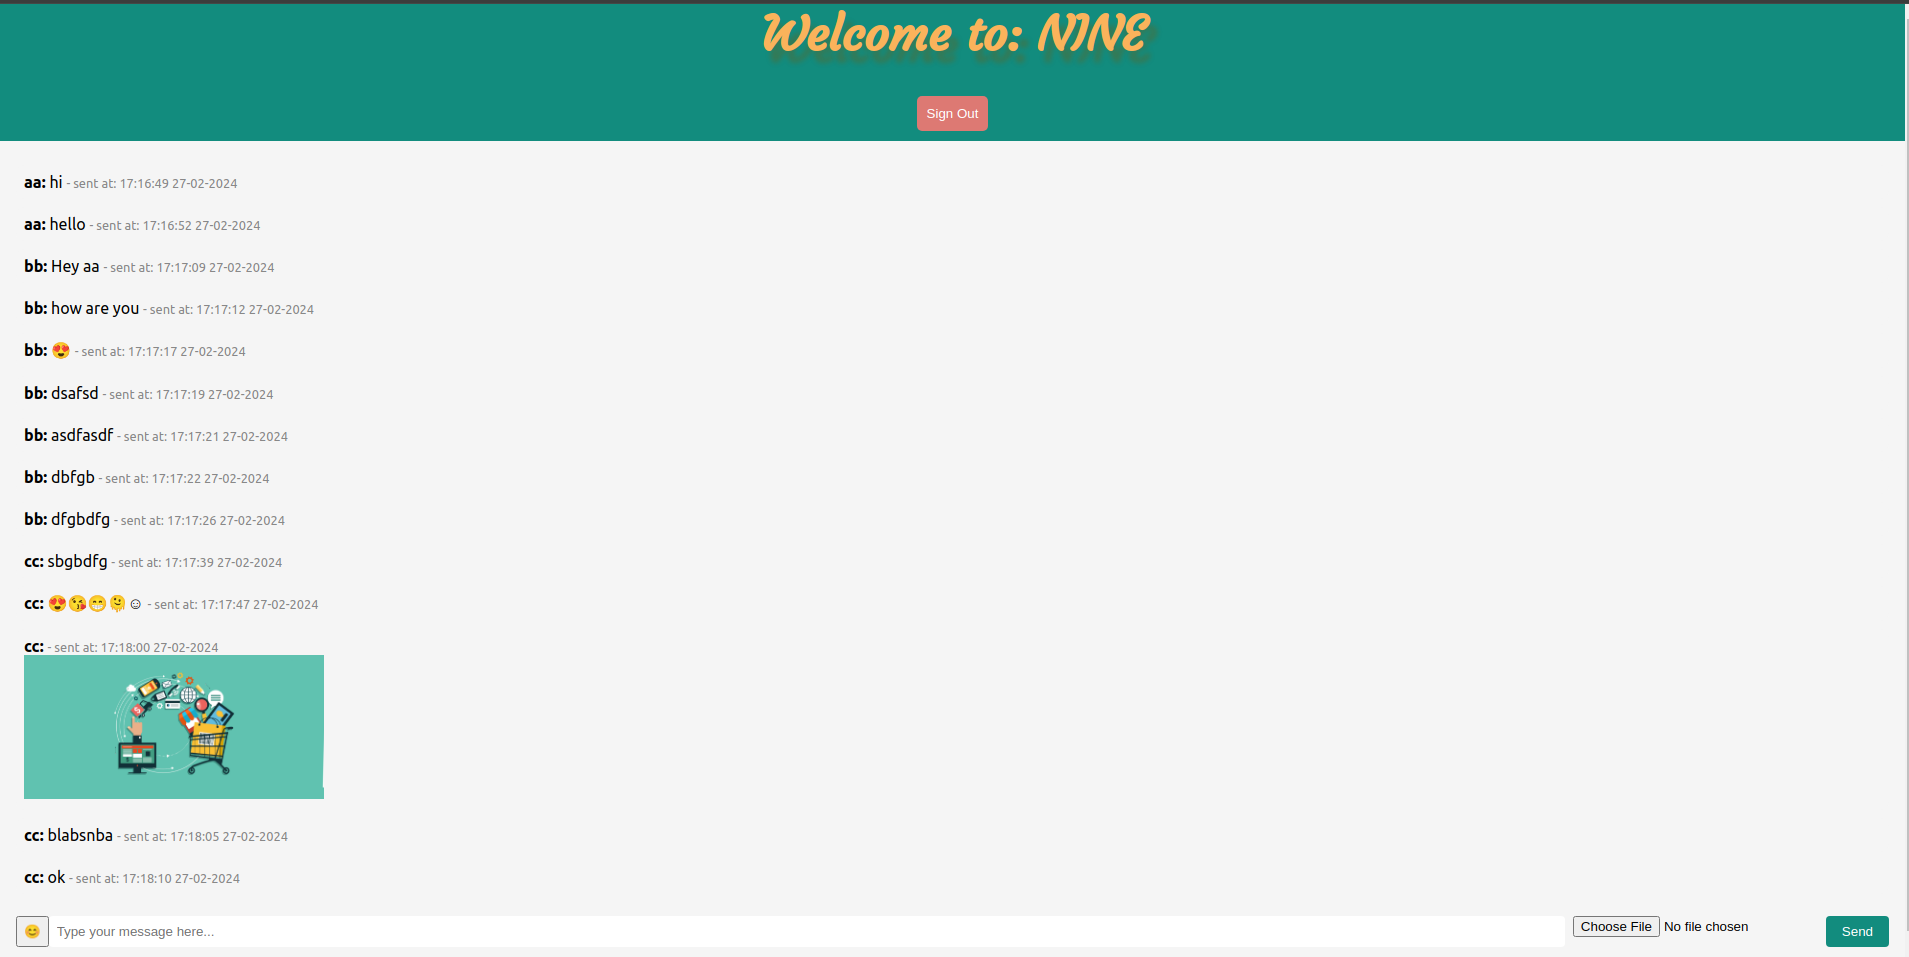 Welcome to: NINE
Sign Out
aa: hi - sent at: 17:16:49 27-02-2024
aa: hello - sent at: 17:16:52 27-02-2024
bb: Hey aa - sent at: 17:17:09 27-02-2024
bb: how are you - sent at: 17:17:12 27-02-2024
bb: 😍 - sent at: 17:17:17 27-02-2024
bb: dsafsd - sent at: 17:17:19 27-02-2024
bb: asdfasdf - sent at: 17:17:21 27-02-2024
bb: dbfgb - sent at: 17:17:22 27-02-2024
bb: dfgbdfg - sent at: 17:17:26 27-02-2024
cc: sbgbdfg - sent at: 17:17:39 27-02-2024
cc: 😍😘😁🫠☺ - sent at: 17:17:47 27-02-2024
cc: - sent at: 17:18:00 27-02-2024
cc: blabsnba - sent at: 17:18:05 27-02-2024
cc: ok - sent at: 17:18:10 27-02-2024
😊 Type your message here... Choose File No file chosen Send